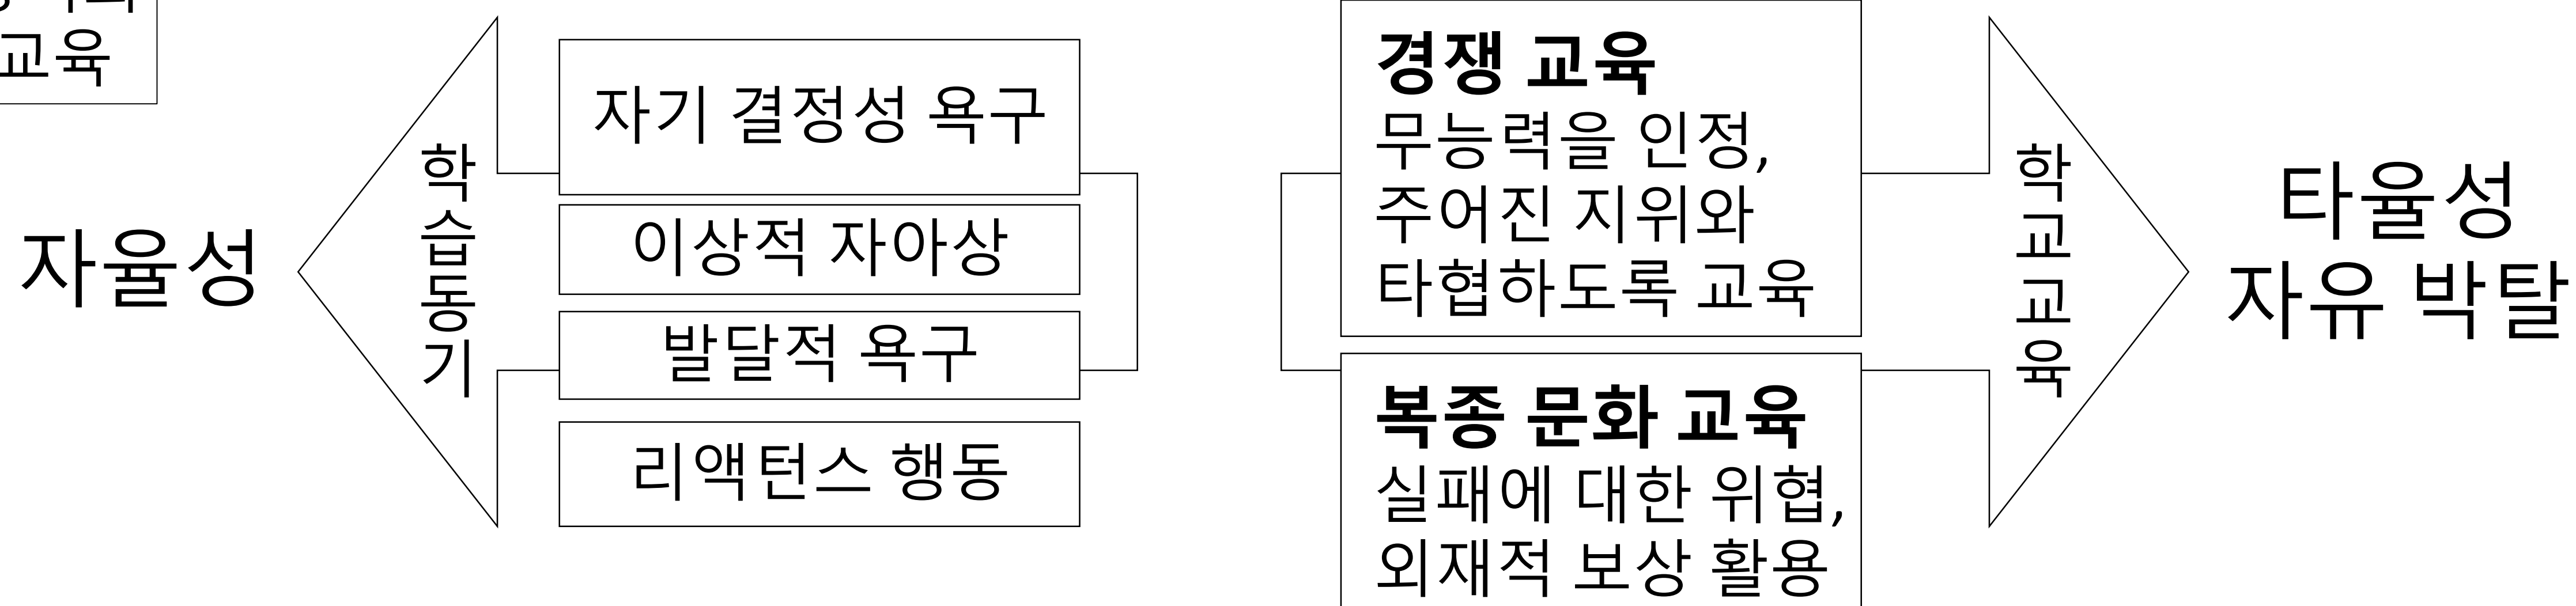 교육
자율성
학습동기
자기 결정성 욕구
이상적 자아상
발달적 욕구
리액턴스 행동
경쟁 교육
무능력을 인정,
주어진 지위와
타협하도록 교육
복종 문화 교육
실패에 대한 위협,
외재적 보상 활용
학교교육
타율성
자유 박탈